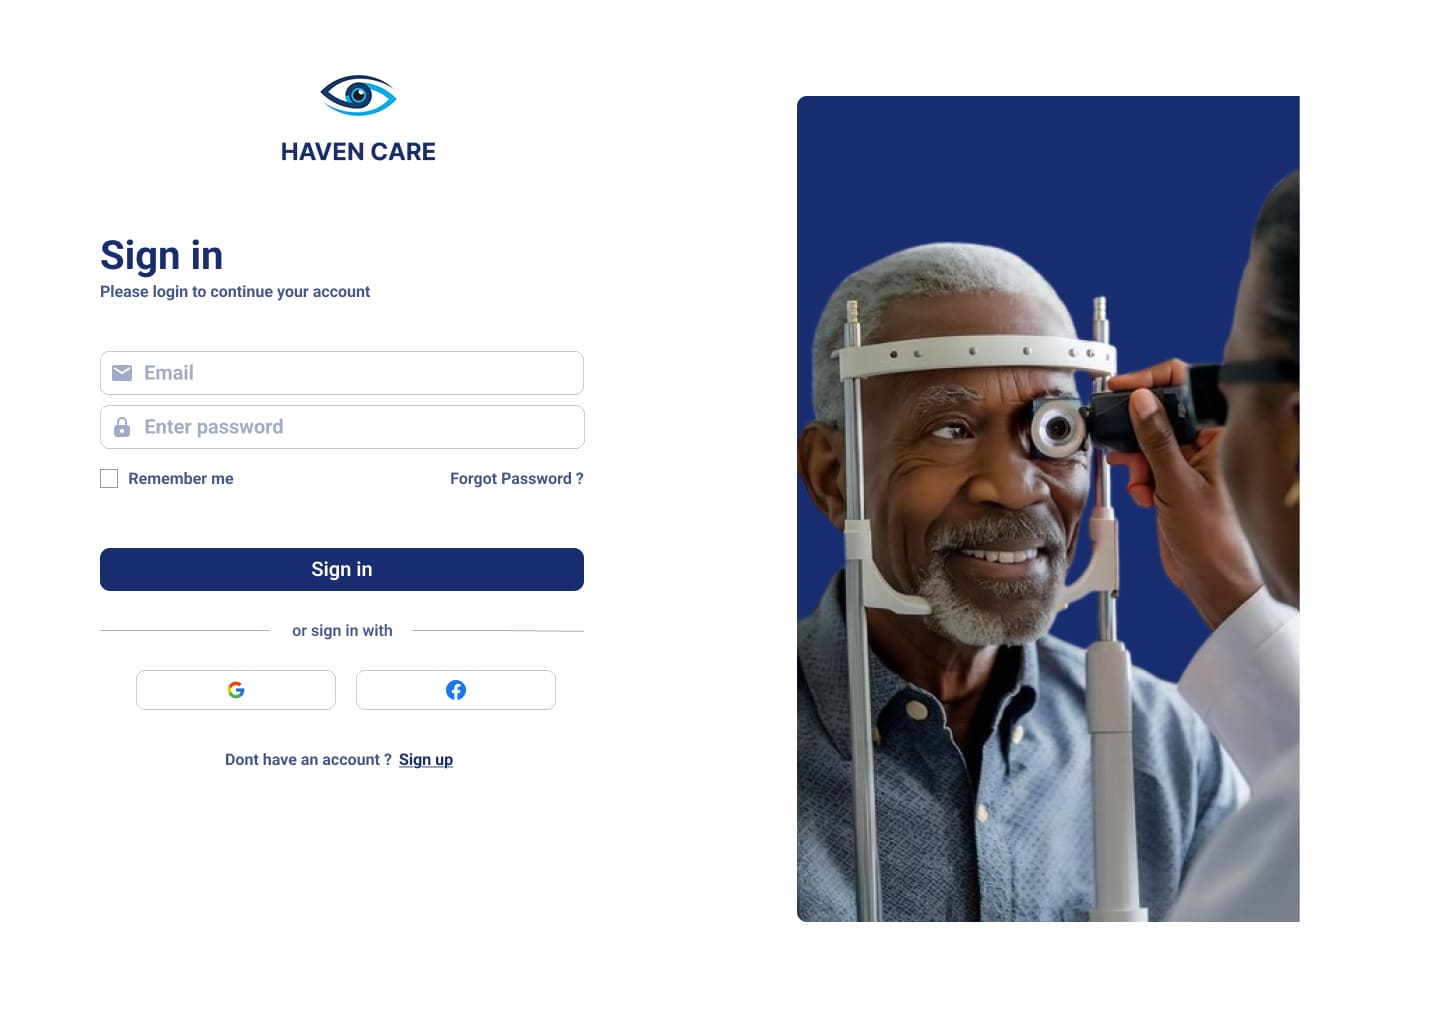 HAVEN CARE
Sign in
Please login to continue your account
Email
Enter password
Remember me
Forgot Password ?
Sign in
or sign in with
Dont have an account ? Sign up